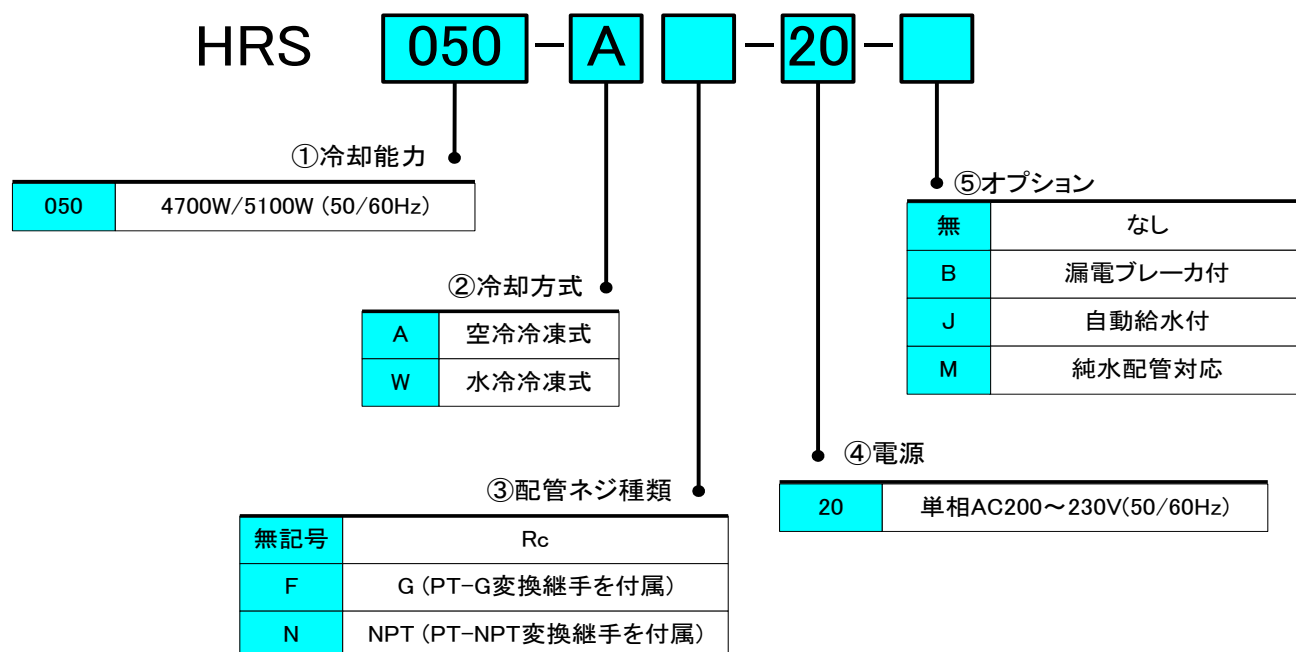 HRS 050-A -20-
①冷却能力
050 4700W/5100W (50/60Hz)
②冷却方式
A 空冷冷凍式
W 水冷冷凍式
③配管ネジ種類
無記号 Rc
F G (PT-G変換継手を付属)
N NPT (PT-NPT変換継手を付属)
④電源
20 単相AC200～230V(50/60Hz)
⑤オプション
無 なし
B 漏電ブレーカ付
J 自動給水付
M 純水配管対応